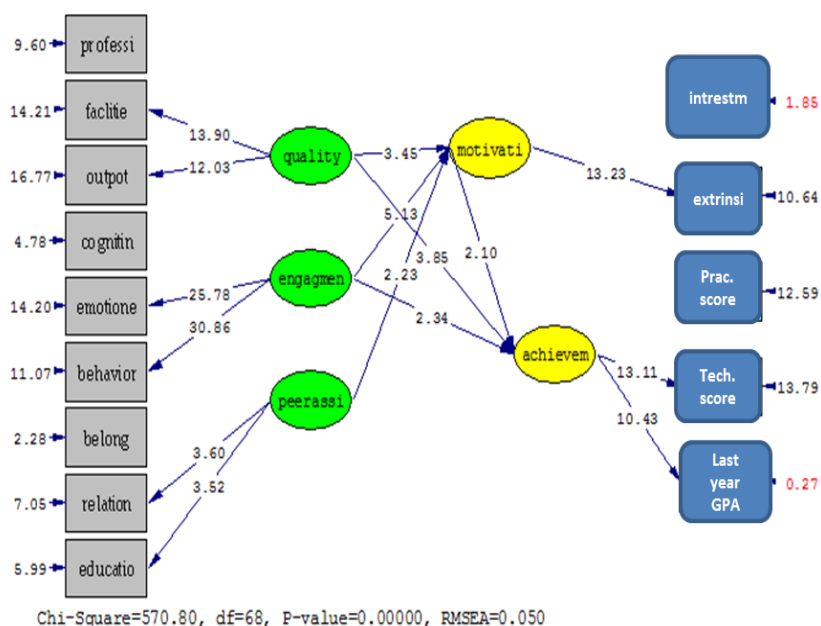 9.60 professi
14.21 faclitie
16.77 outpot
4.78 cognitin
14.20 emotione
11.07 behavior
2.28 belong
7.05 relation
5.99 educatio
13.90
12.03
quality
25.78
30.86
engagmen
3.60
3.52
peerassi
3.45
5.13
3.85
2.23
2.10
2.34
motivati
achievem
13.23
13.11
10.43
intrestm 1.85
extrinsi 10.64
Prac.
score 12.59
Tech.
score 13.79
Last
year
GPA 0.27
Chi-Square=570.80, df=68, P-value=0.00000, RMSEA=0.050